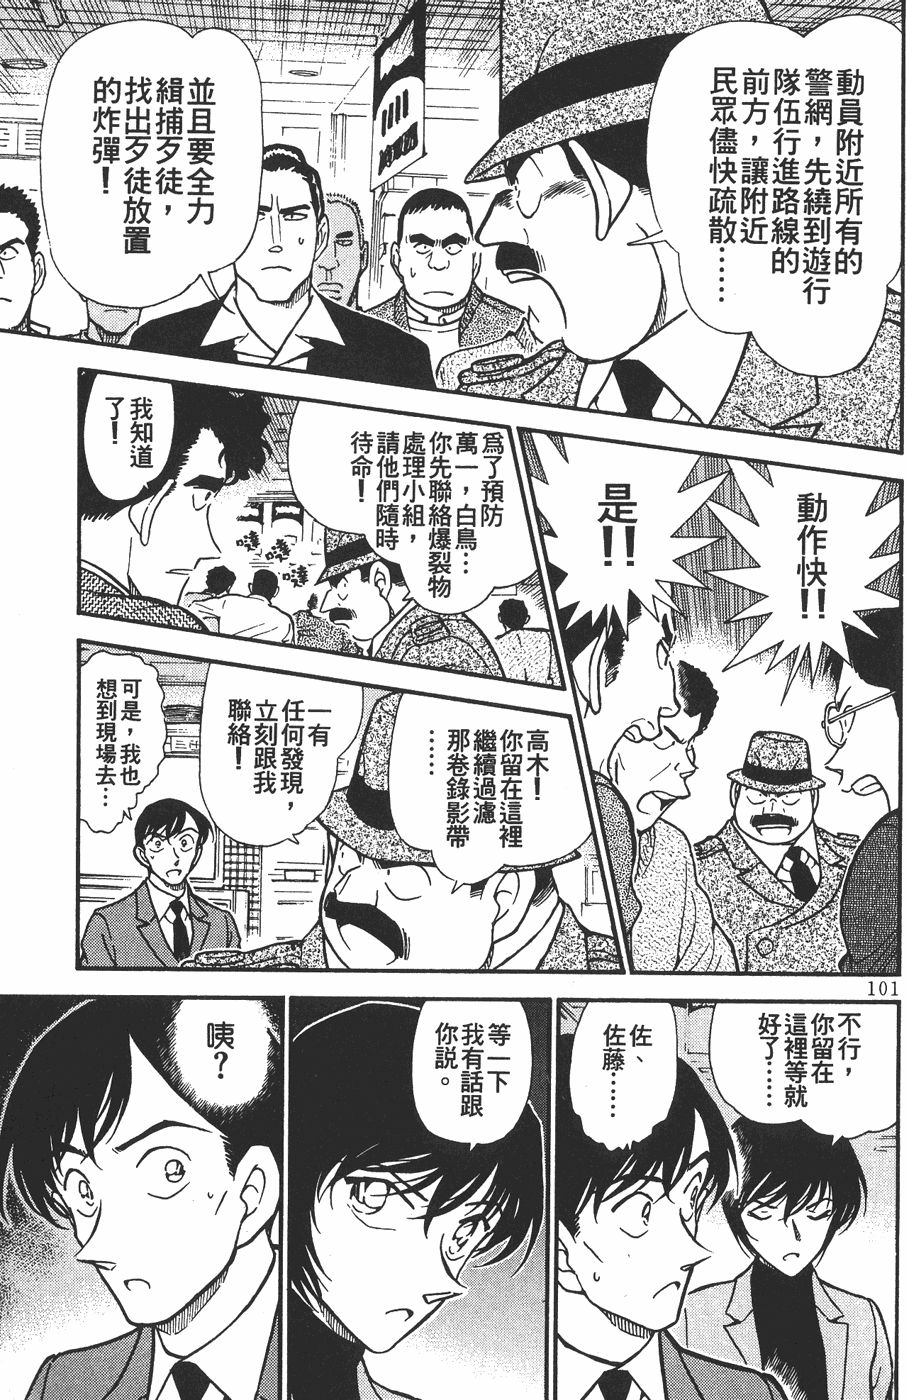 動員附近所有的
警網，先繞到遊行
隊伍行進路線的
前方，讓附近
民眾儘快疏散……
並且要全力
緝捕歹徒，
找出歹徒放置
的炸彈！
動作快!!
是!!
為了預防
萬一，白鳥…
你先聯絡爆裂物
處理小組，
請他們隨時
待命！
噠
噠
噠
我知道
了！
高木！
你留在這裡
繼續過濾
那卷錄影帶
……
一有
任何發現，
立刻跟我
聯絡！
可是，我也
想到現場去…
101
不行，
你留在
這裡等就
好了……
佐、
佐藤……
等一下
我有話跟
你說。
咦？